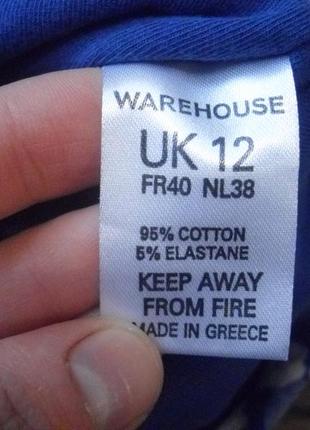 WAREHOUSE
UK 12
FR40 NL38
95% COTTON
5% ELASTANE
KEEP AWAY
FROM FIRE
MADE IN GREECE